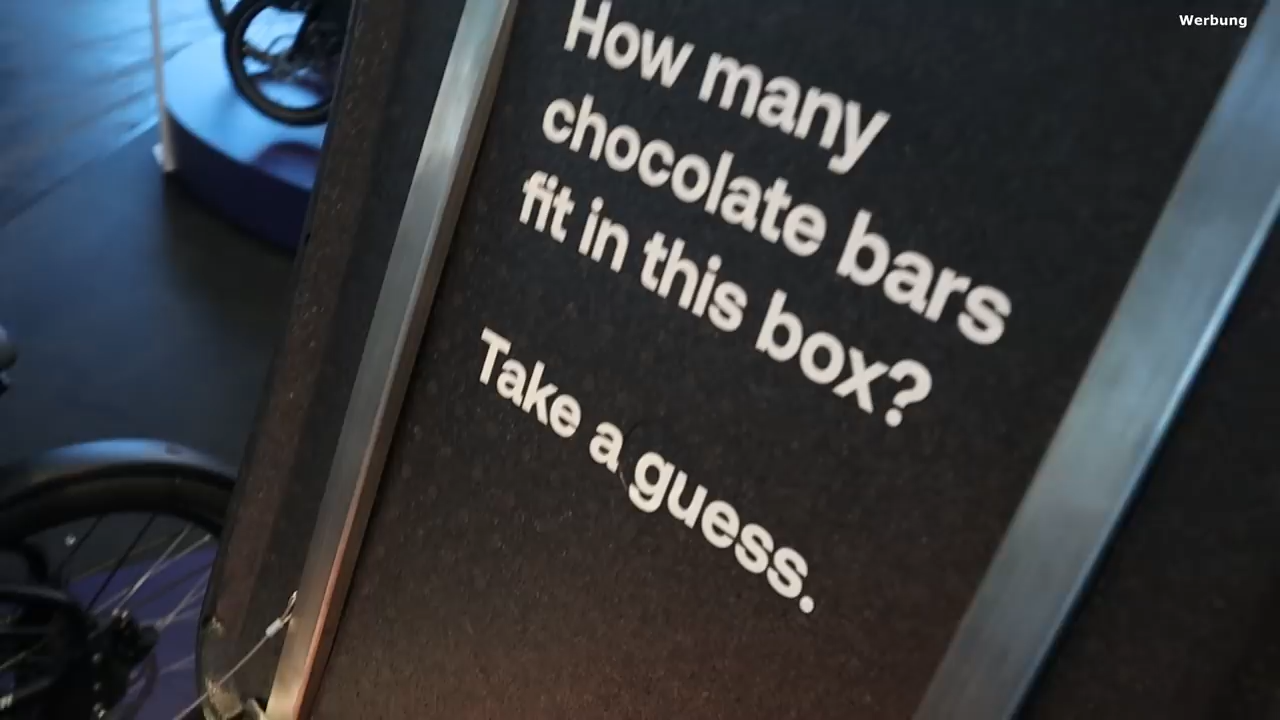 Werbung
How many
chocolate bars
fit in this box?
Take a guess.